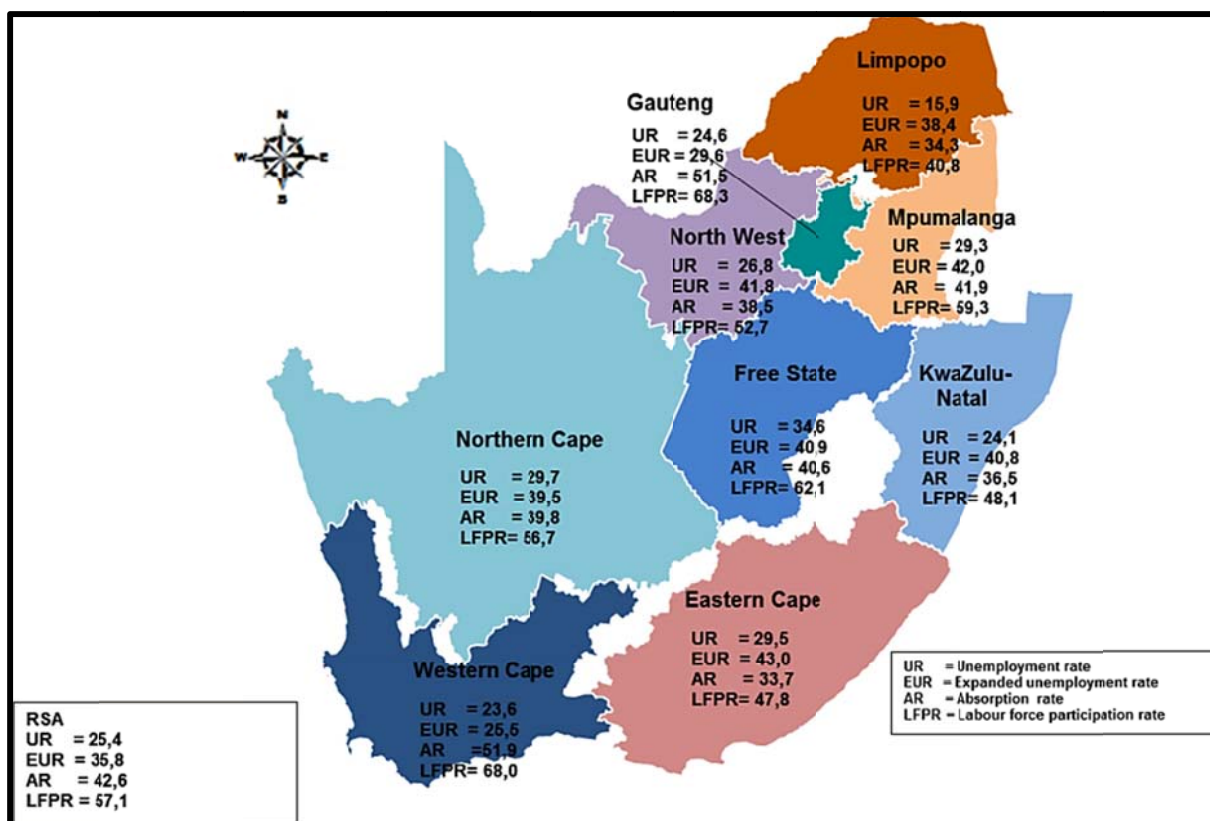 N
W E
S
Limpopo
UR = 15,9
EUR = 38,4
AR = 34,3
LFPR= 40,8
Gauteng
UR = 24,6
EUR = 29,6
AR = 51,5
LFPR= 68,3
North West
UR = 26,8
EUR = 41,8
AR = 38,5
LFPR= 52,7
Mpumalanga
UR = 29,3
EUR = 42,0
AR = 41,9
LFPR= 59,3
Free State
UR = 34,6
EUR = 40,9
AR = 40,6
LFPR= 62,1
KwaZulu-
Natal
UR = 24,1
EUR = 40,8
AR = 36,5
LFPR= 48,1
Northern Cape
UR = 29,7
EUR = 39,5
AR = 39,8
LFPR= 56,7
Eastern Cape
UR = 29,5
EUR = 43,0
AR = 33,7
LFPR= 47,8
Western Cape
UR = 23,6
EUR = 25,5
AR =51,9
LFPR= 68,0
UR = Unemployment rate
EUR = Expanded unemployment rate
AR = Absorption rate
LFPR = Labour force participation rate
RSA
UR = 25,4
EUR = 35,8
AR = 42,6
LFPR = 57,1